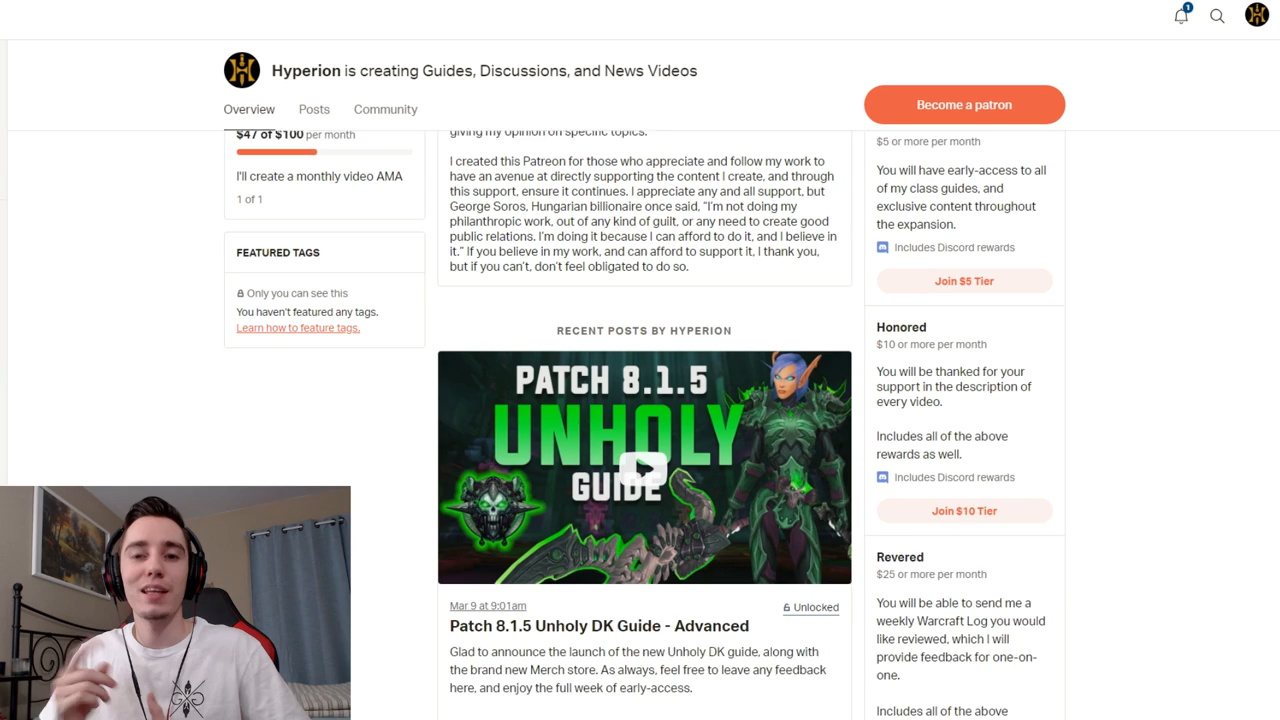 1
Hyperion is creating Guides, Discussions, and News Videos
Overview
Posts
Community
Become a patron
$47 of $100 per month
I'll create a monthly video AMA
1 of 1
FEATURED TAGS
Only you can see this
You haven't featured any tags.
Learn how to feature tags.
giving my opinion on specific topics.
I created this Patreon for those who appreciate and follow my work to
have an avenue at directly supporting the content I create, and through
this support, ensure it continues. I appreciate any and all support, but
George Soros, Hungarian billionaire once said, "I'm not doing my
philanthropic work, out of any kind of guilt, or any need to create good
public relations. I'm doing it because I can afford to do it, and I believe in
it." If you believe in my work, and can afford to support it, I thank you,
but if you can't, don't feel obligated to do so.
RECENT POSTS BY HYPERION
PATCH 8.1.5
UNHOLY
GUIDE
Mar 9 at 9:01am
Unlocked
Patch 8.1.5 Unholy DK Guide - Advanced
Glad to announce the launch of the new Unholy DK guide, along with
the brand new Merch store. As always, feel free to leave any feedback
here, and enjoy the full week of early-access.
$5 or more per month
You will have early-access to all
of my class guides, and
exclusive content throughout
the expansion.
Includes Discord rewards
Join $5 Tier
Honored
$10 or more per month
You will be thanked for your
support in the description of
every video.
Includes all of the above
rewards as well.
Includes Discord rewards
Join $10 Tier
Revered
$25 or more per month
You will be able to send me a
weekly Warcraft Log you would
like reviewed, which I will
provide feedback for one-on-
one.
Includes all of the above